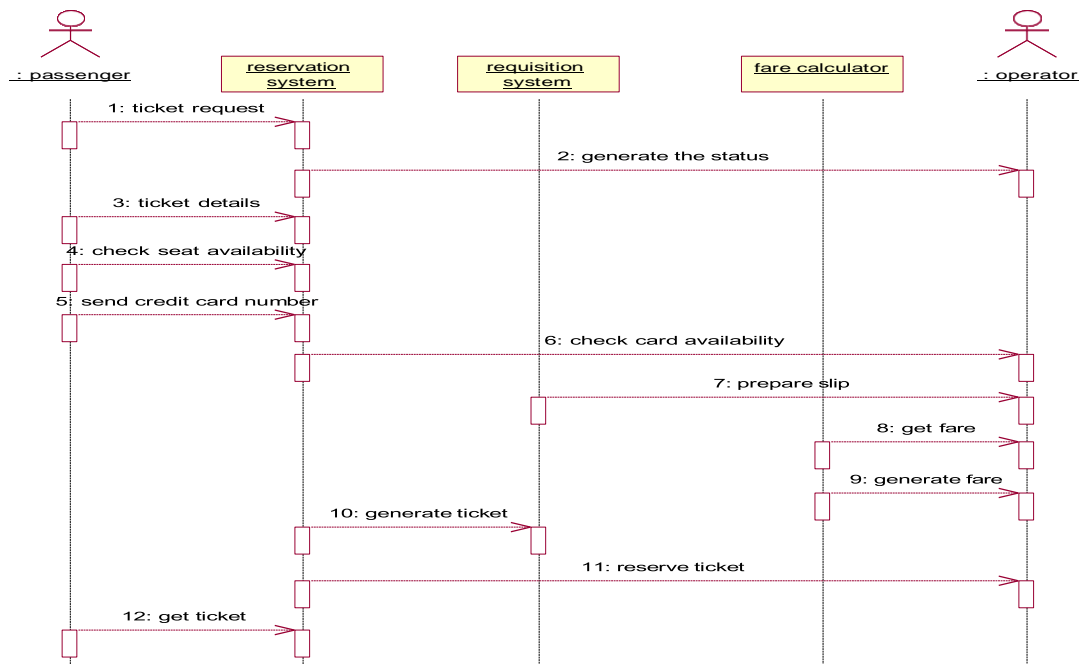 : passenger
reservation
system
requisition
system
fare calculator
: operator
1: ticket request
2: generate the status
3: ticket details
4: check seat availability
5: send credit card number
6: check card availability
7: prepare slip
8: get fare
9: generate fare
10: generate ticket
11: reserve ticket
12: get ticket